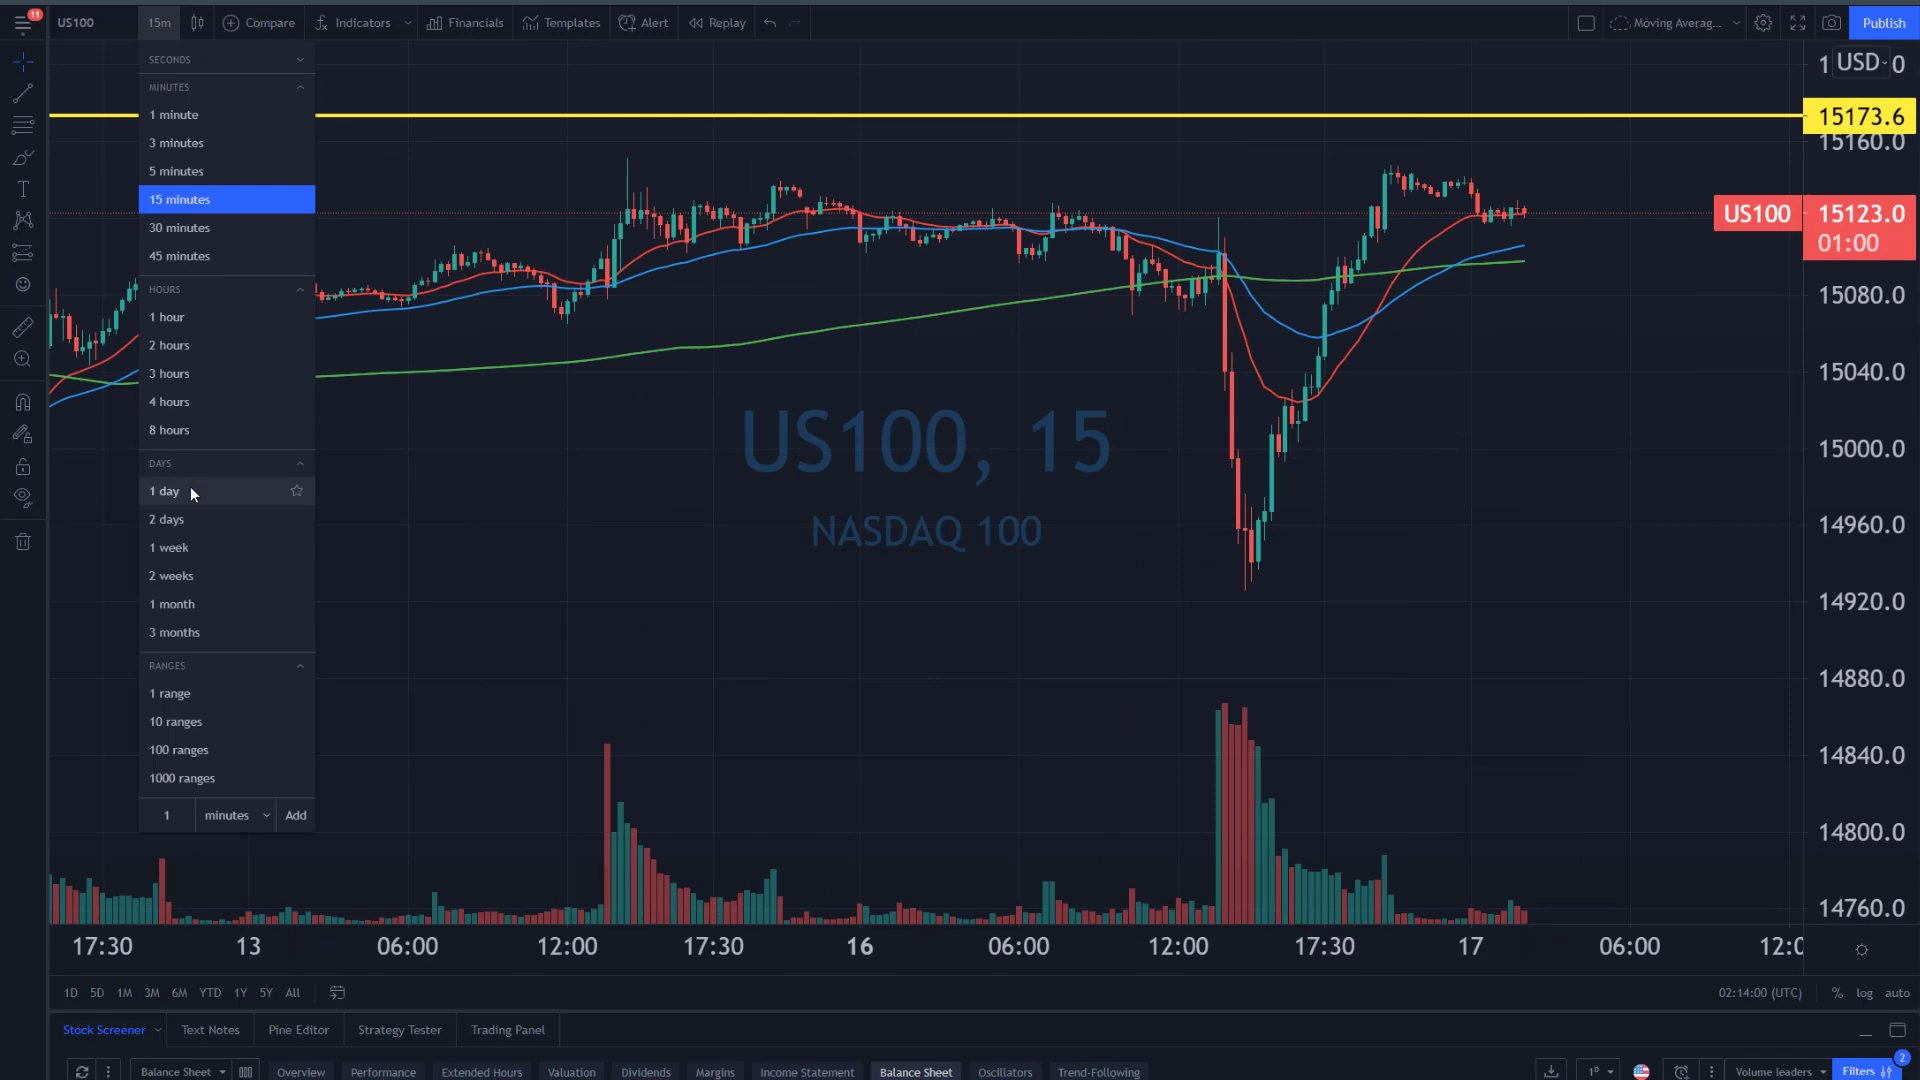 11
US100
15m
Compare
Indicators
Financials
Templates
Alert
Replay
Moving Averag...
Publish
SECONDS
MINUTES
1 minute
3 minutes
5 minutes
15 minutes
30 minutes
45 minutes
HOURS
1 hour
2 hours
3 hours
4 hours
8 hours
DAYS
1 day
2 days
1 week
2 weeks
1 month
3 months
RANGES
1 range
10 ranges
100 ranges
1000 ranges
1 minutes Add
US100, 15
NASDAQ 100
1 USD 0
15173.6
15160.0
US100 15123.0
01:00
15080.0
15040.0
15000.0
14960.0
14920.0
14880.0
14840.0
14800.0
14760.0
17:30 13 06:00 12:00 17:30 16 06:00 12:00 17:30 17 06:00 12:0
1D 5D 1M 3M 6M YTD 1Y 5Y All
02:14:00 (UTC) % log auto
Stock Screener Text Notes Pine Editor Strategy Tester Trading Panel
Balance Sheet Overview Performance Extended Hours Valuation Dividends Margins Income Statement Balance Sheet Oscillators Trend-Following
1D Volume leaders Filters 2